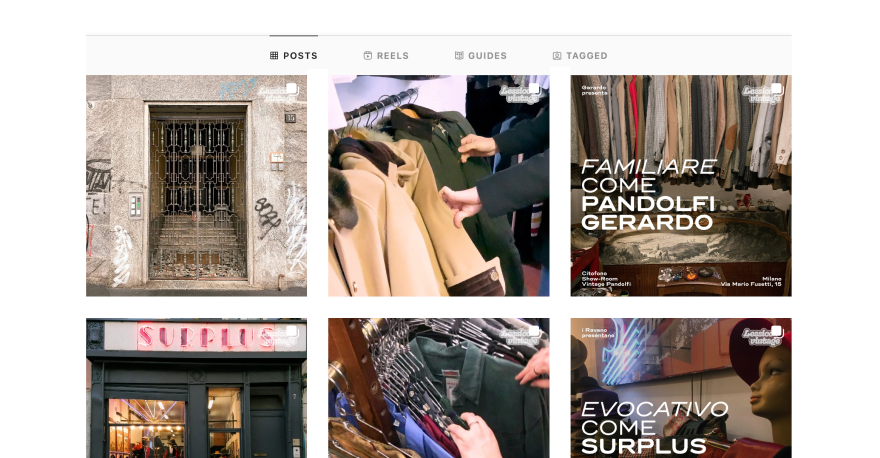 POSTS
REELS
GUIDES
TAGGED
Lessico
vintage
15
Lessico
vintage
Gerardo
presenta
Lessico
vintage
FAMILIARE
COME
PANDOLFI
GERARDO
Citofono
Show-Room
Vintage Pandolfi
Milano
Via Mario Fusetti, 15
SURPLUS
Lessico
vintage
7
Lessico
vintage
i Raveno
presentano
Lessico
vintage
EVOCATIVO
COME
SURPLUS